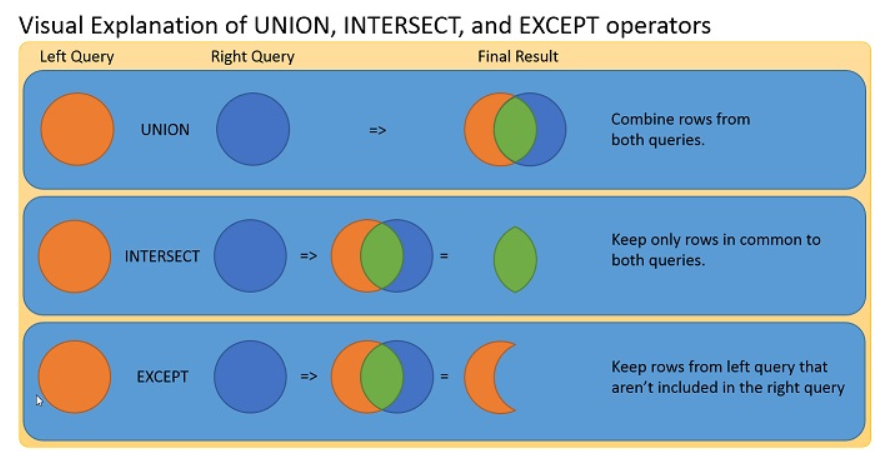 Visual Explanation of UNION, INTERSECT, and EXCEPT operators
Left Query Right Query Final Result
UNION => Combine rows from
both queries.
INTERSECT => = Keep only rows in common to
both queries.
EXCEPT => = Keep rows from left query that
aren't included in the right query